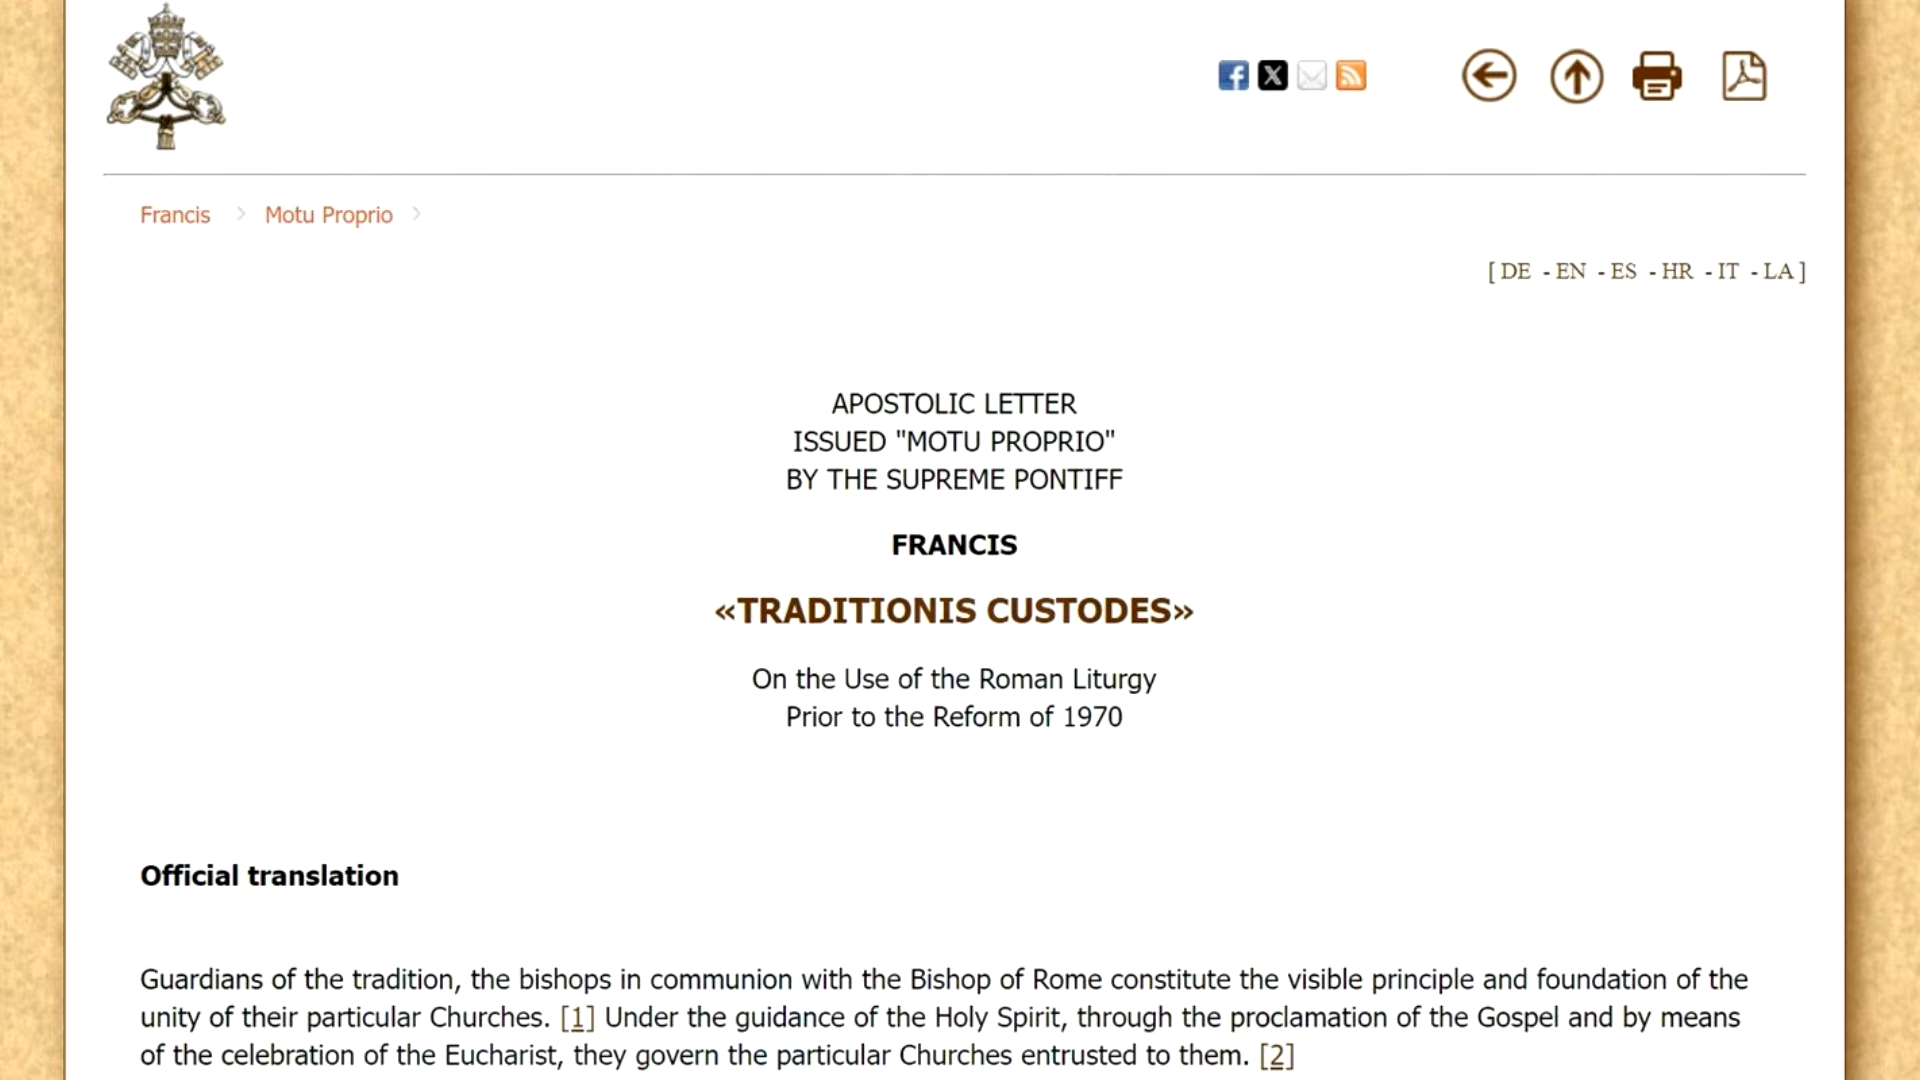 Francis > Motu Proprio >
[ DE - EN - ES - HR - IT - LA ]
APOSTOLIC LETTER
ISSUED "MOTU PROPRIO"
BY THE SUPREME PONTIFF
FRANCIS
«TRADITIONIS CUSTODES»
On the Use of the Roman Liturgy
Prior to the Reform of 1970
Official translation
Guardians of the tradition, the bishops in communion with the Bishop of Rome constitute the visible principle and foundation of the
unity of their particular Churches. [1] Under the guidance of the Holy Spirit, through the proclamation of the Gospel and by means
of the celebration of the Eucharist, they govern the particular Churches entrusted to them. [2]